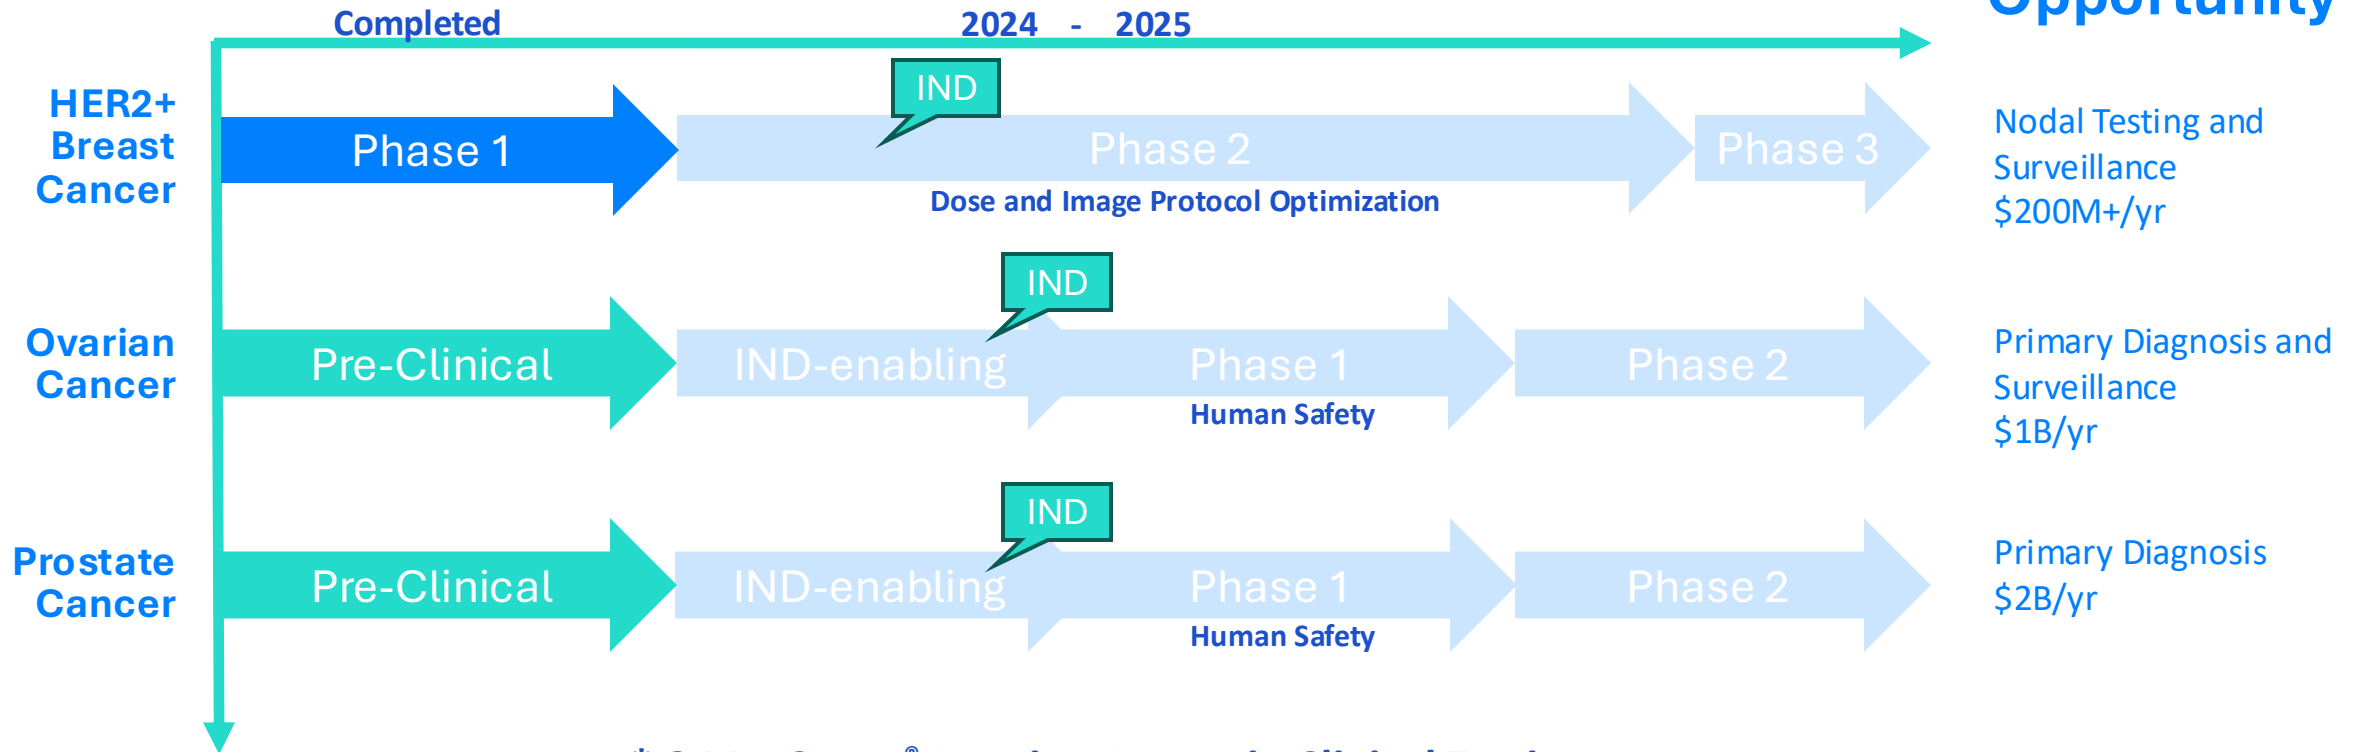 Completed
2024 - 2025
Opportunity
HER2+
Breast
Cancer
IND
Phase 1
Phase 2
Phase 3
Dose and Image Protocol Optimization
Nodal Testing and
Surveillance
$200M+/yr
Ovarian
Cancer
IND
Pre-Clinical
IND-enabling
Phase 1
Phase 2
Human Safety
Primary Diagnosis and
Surveillance
$1B/yr
Prostate
Cancer
IND
Pre-Clinical
IND-enabling
Phase 1
Phase 2
Human Safety
Primary Diagnosis
$2B/yr